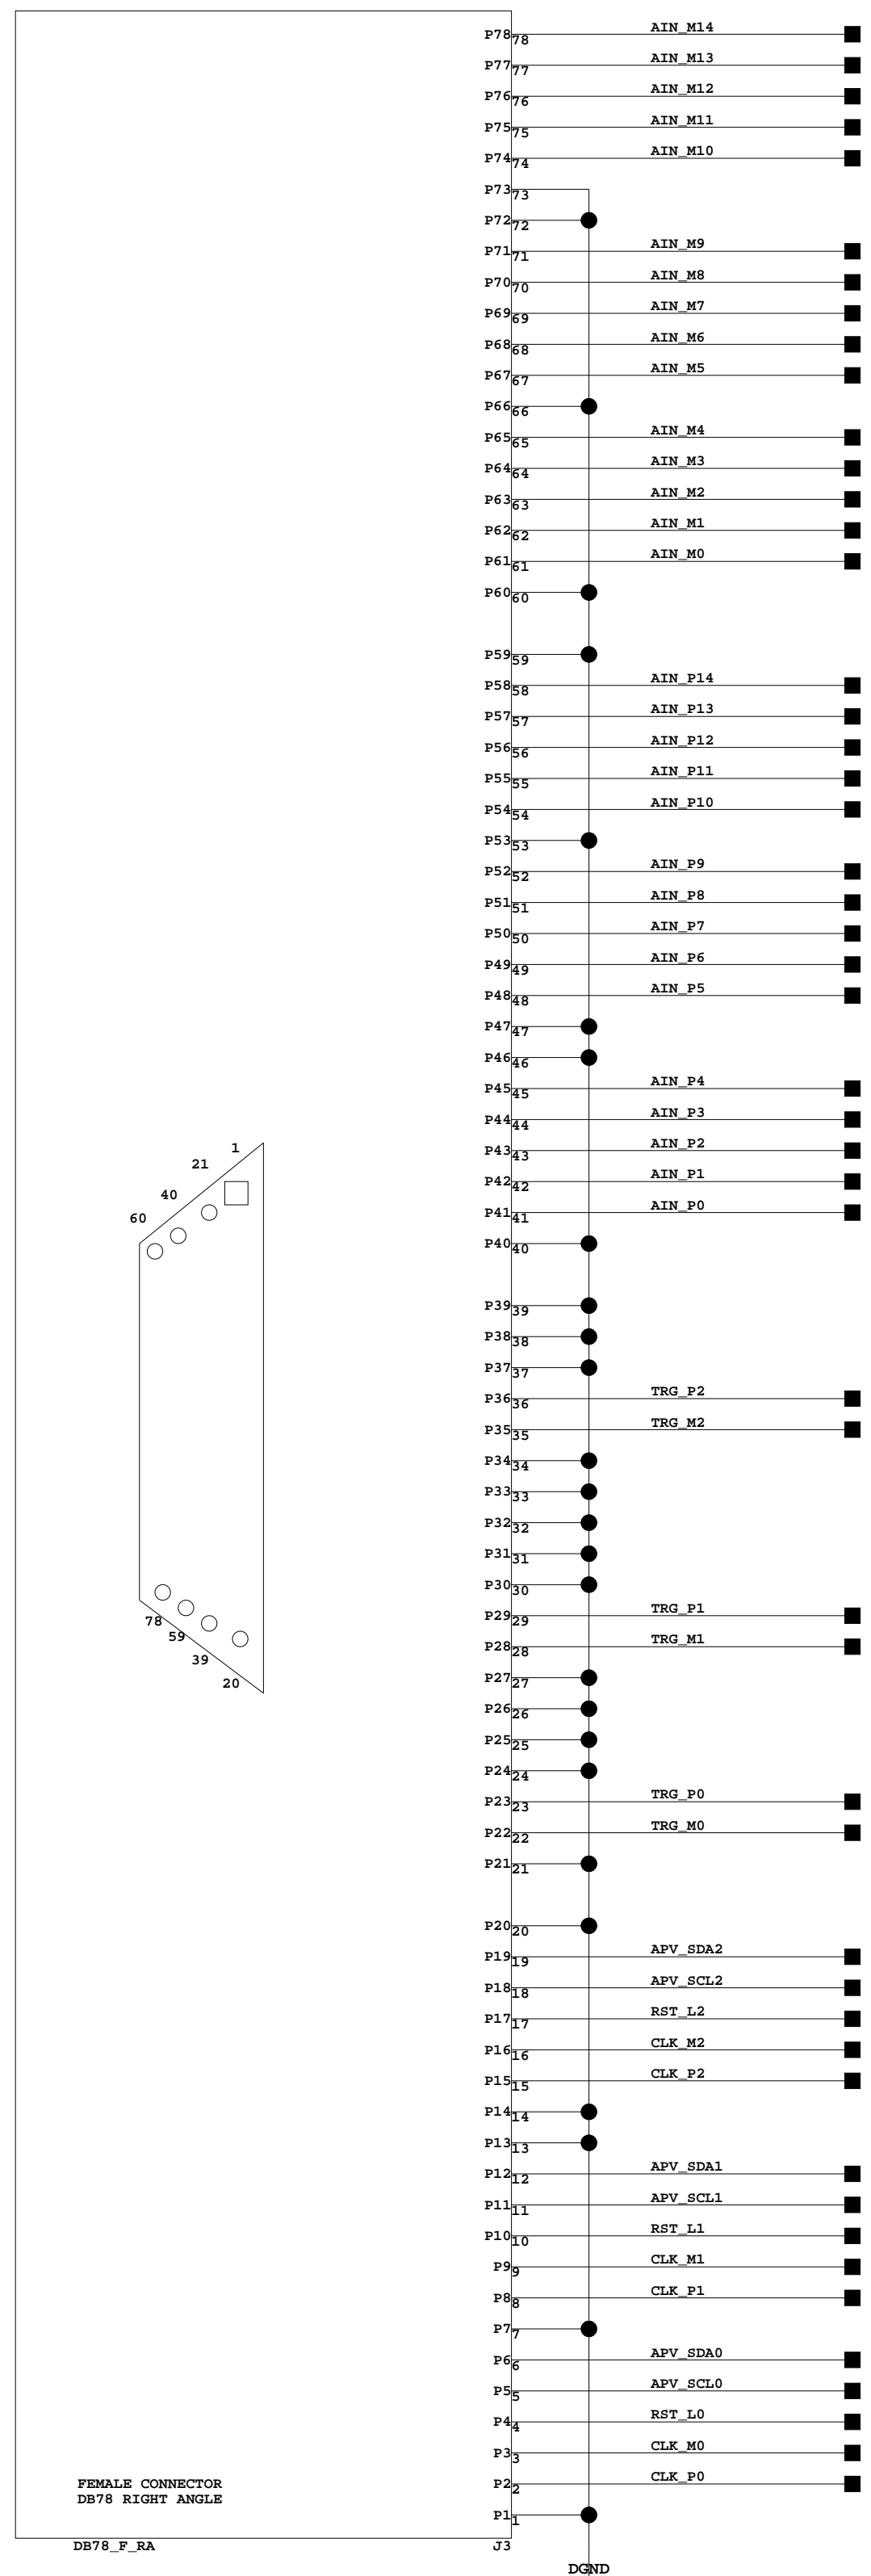 P78 78 AIN_M14
P77 77 AIN_M13
P76 76 AIN_M12
P75 75 AIN_M11
P74 74 AIN_M10
P73 73
P72 72
P71 71 AIN_M9
P70 70 AIN_M8
P69 69 AIN_M7
P68 68 AIN_M6
P67 67 AIN_M5
P66 66
P65 65 AIN_M4
P64 64 AIN_M3
P63 63 AIN_M2
P62 62 AIN_M1
P61 61 AIN_M0
P60 60
P59 59
P58 58 AIN_P14
P57 57 AIN_P13
P56 56 AIN_P12
P55 55 AIN_P11
P54 54 AIN_P10
P53 53
P52 52 AIN_P9
P51 51 AIN_P8
P50 50 AIN_P7
P49 49 AIN_P6
P48 48 AIN_P5
P47 47
P46 46
P45 45 AIN_P4
P44 44 AIN_P3
P43 43 AIN_P2
P42 42 AIN_P1
P41 41 AIN_P0
P40 40
P39 39
P38 38
P37 37
P36 36 TRG_P2
P35 35 TRG_M2
P34 34
P33 33
P32 32
P31 31
P30 30
P29 29 TRG_P1
P28 28 TRG_M1
P27 27
P26 26
P25 25
P24 24
P23 23 TRG_P0
P22 22 TRG_M0
P21 21
P20 20
P19 19 APV_SDA2
P18 18 APV_SCL2
P17 17 RST_L2
P16 16 CLK_M2
P15 15 CLK_P2
P14 14
P13 13
P12 12 APV_SDA1
P11 11 APV_SCL1
P10 10 RST_L1
P9 9 CLK_M1
P8 8 CLK_P1
P7 7
P6 6 APV_SDA0
P5 5 APV_SCL0
P4 4 RST_L0
P3 3 CLK_M0
P2 2 CLK_P0
P1 1
1
21
40
60
78
59
39
20
FEMALE CONNECTOR
DB78 RIGHT ANGLE
DB78_F_RA
J3
DGND